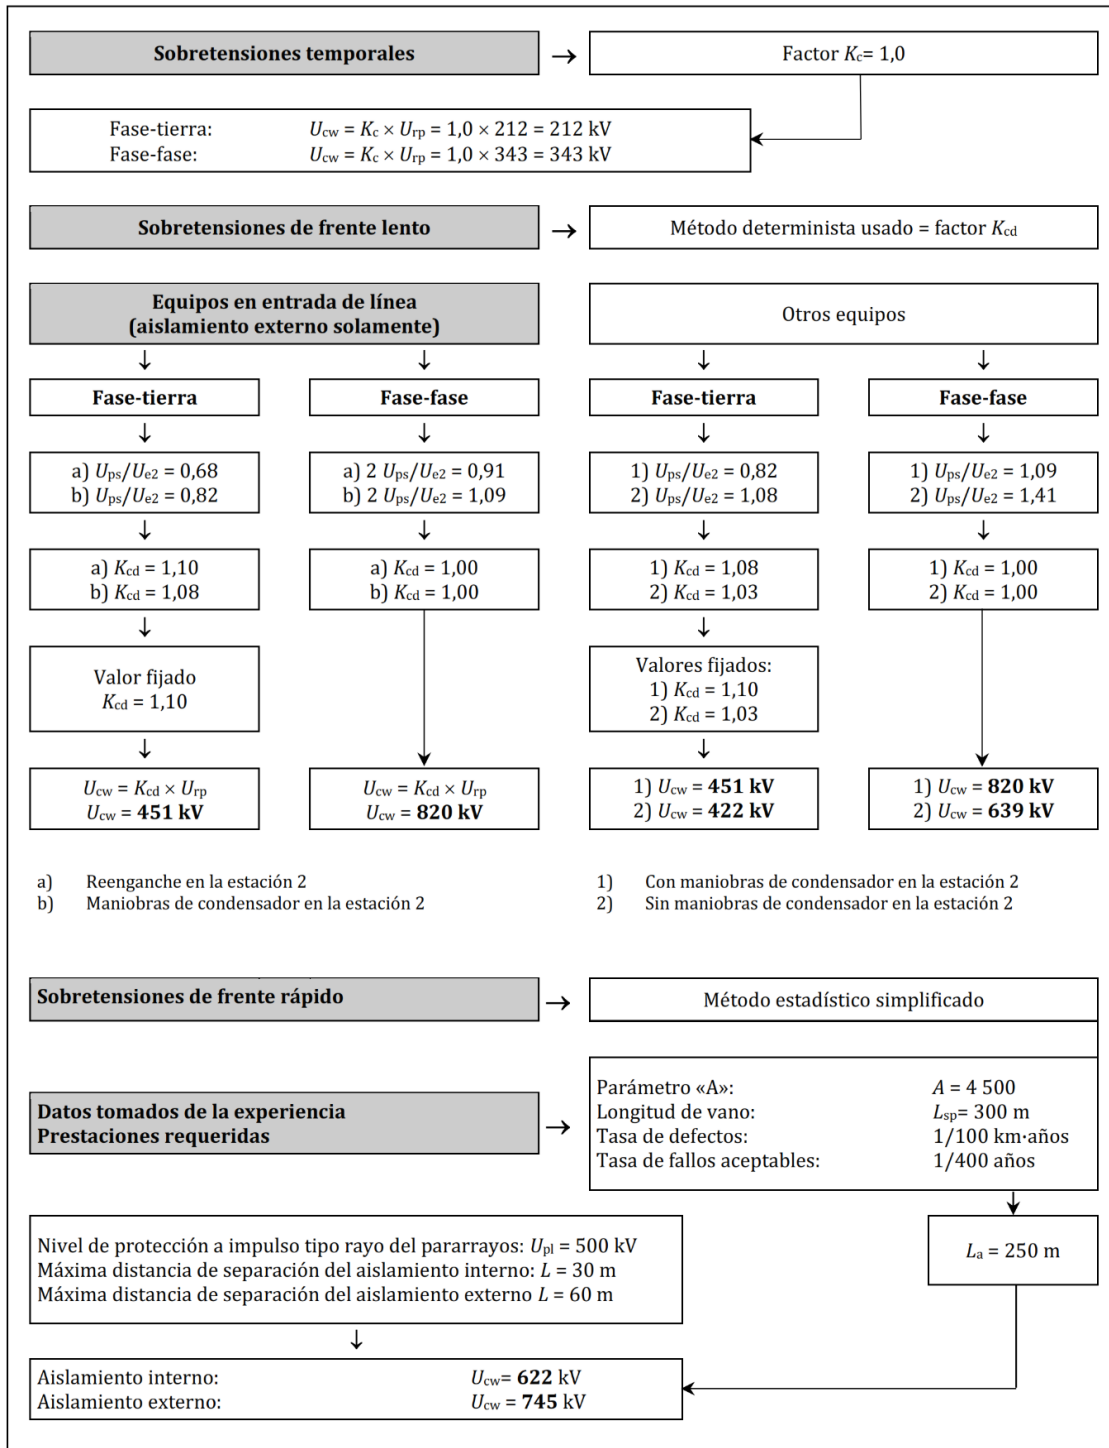 Sobretensiones temporales → Factor Kc= 1,0
Fase-tierra: Ucw = Kc × Urp = 1,0 × 212 = 212 kV
Fase-fase: Ucw = Kc × Urp = 1,0 × 343 = 343 kV
Sobretensiones de frente lento → Método determinista usado = factor Kcd
Equipos en entrada de línea
(aislamiento externo solamente)
Otros equipos
↓ ↓ ↓ ↓
Fase-tierra Fase-fase Fase-tierra Fase-fase
↓ ↓ ↓ ↓
a) Ups/Ue2 = 0,68 a) 2 Ups/Ue2 = 0,91 1) Ups/Ue2 = 0,82 1) Ups/Ue2 = 1,09
b) Ups/Ue2 = 0,82 b) 2 Ups/Ue2 = 1,09 2) Ups/Ue2 = 1,08 2) Ups/Ue2 = 1,41
↓ ↓ ↓ ↓
a) Kcd = 1,10 a) Kcd = 1,00 1) Kcd = 1,08 1) Kcd = 1,00
b) Kcd = 1,08 b) Kcd = 1,00 2) Kcd = 1,03 2) Kcd = 1,00
↓ ↓
Valor fijado
Kcd = 1,10
Valores fijados:
1) Kcd = 1,10
2) Kcd = 1,03
↓ ↓
Ucw = Kcd × Urp Ucw = Kcd × Urp 1) Ucw = 451 kV 1) Ucw = 820 kV
Ucw = 451 kV Ucw = 820 kV 2) Ucw = 422 kV 2) Ucw = 639 kV
a) Reenganche en la estación 2 1) Con maniobras de condensador en la estación 2
b) Maniobras de condensador en la estación 2 2) Sin maniobras de condensador en la estación 2
Sobretensiones de frente rápido → Método estadístico simplificado
Datos tomados de la experiencia
Prestaciones requeridas →
Parámetro «A»: A = 4 500
Longitud de vano: Lsp= 300 m
Tasa de defectos: 1/100 km·años
Tasa de fallos aceptables: 1/400 años
↓
Nivel de protección a impulso tipo rayo del pararrayos: Upl = 500 kV
Máxima distancia de separación del aislamiento interno: L = 30 m
Máxima distancia de separación del aislamiento externo L = 60 m
La = 250 m
↓
Aislamiento interno: Ucw= 622 kV
Aislamiento externo: Ucw = 745 kV